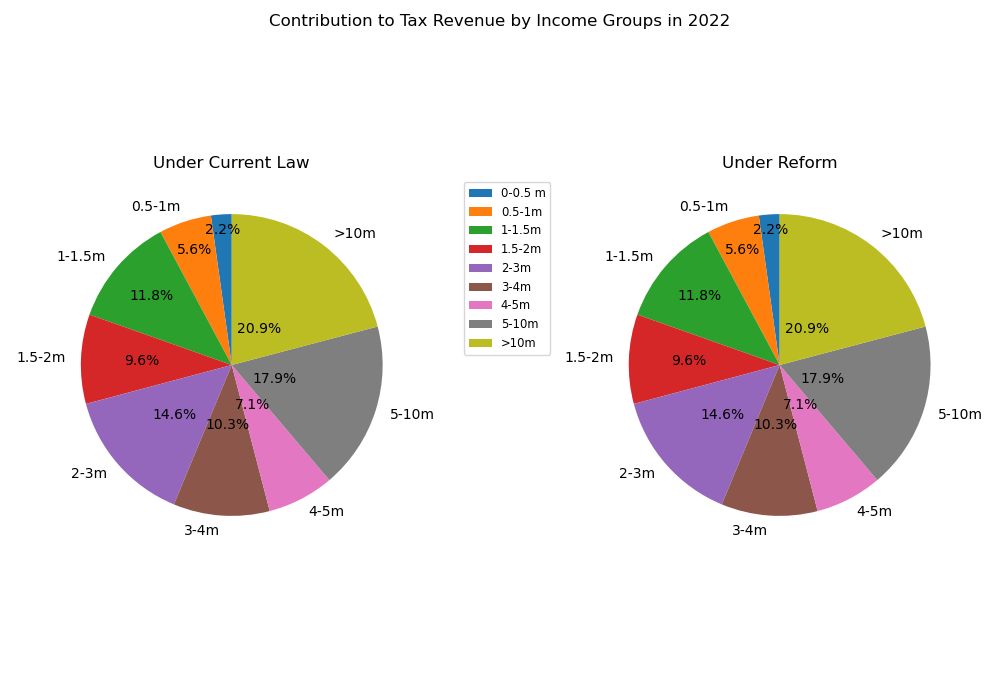 Contribution to Tax Revenue by Income Groups in 2022
Under Current Law
0.5-1m
2.2%
>10m
5.6%
1-1.5m
11.8%
20.9%
1.5-2m
9.6%
17.9%
7.1%
14.6%
10.3%
5-10m
2-3m
4-5m
3-4m
0-0.5 m
0.5-1m
1-1.5m
1.5-2m
2-3m
3-4m
4-5m
5-10m
>10m
Under Reform
0.5-1m
2.2%
>10m
5.6%
1-1.5m
11.8%
20.9%
1.5-2m
9.6%
17.9%
7.1%
14.6%
10.3%
5-10m
2-3m
4-5m
3-4m